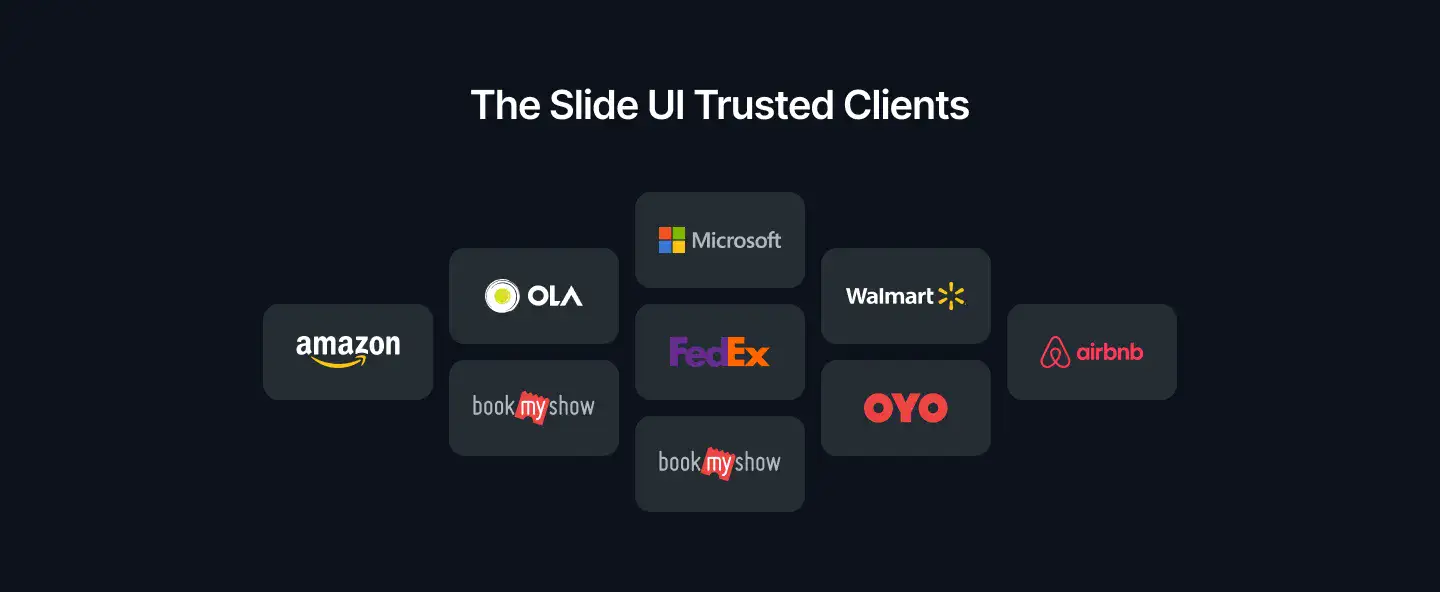 The Slide UI Trusted Clients
Microsoft
OLA
Walmart
amazon
FedEx
airbnb
bookmyshow
OYO
bookmyshow